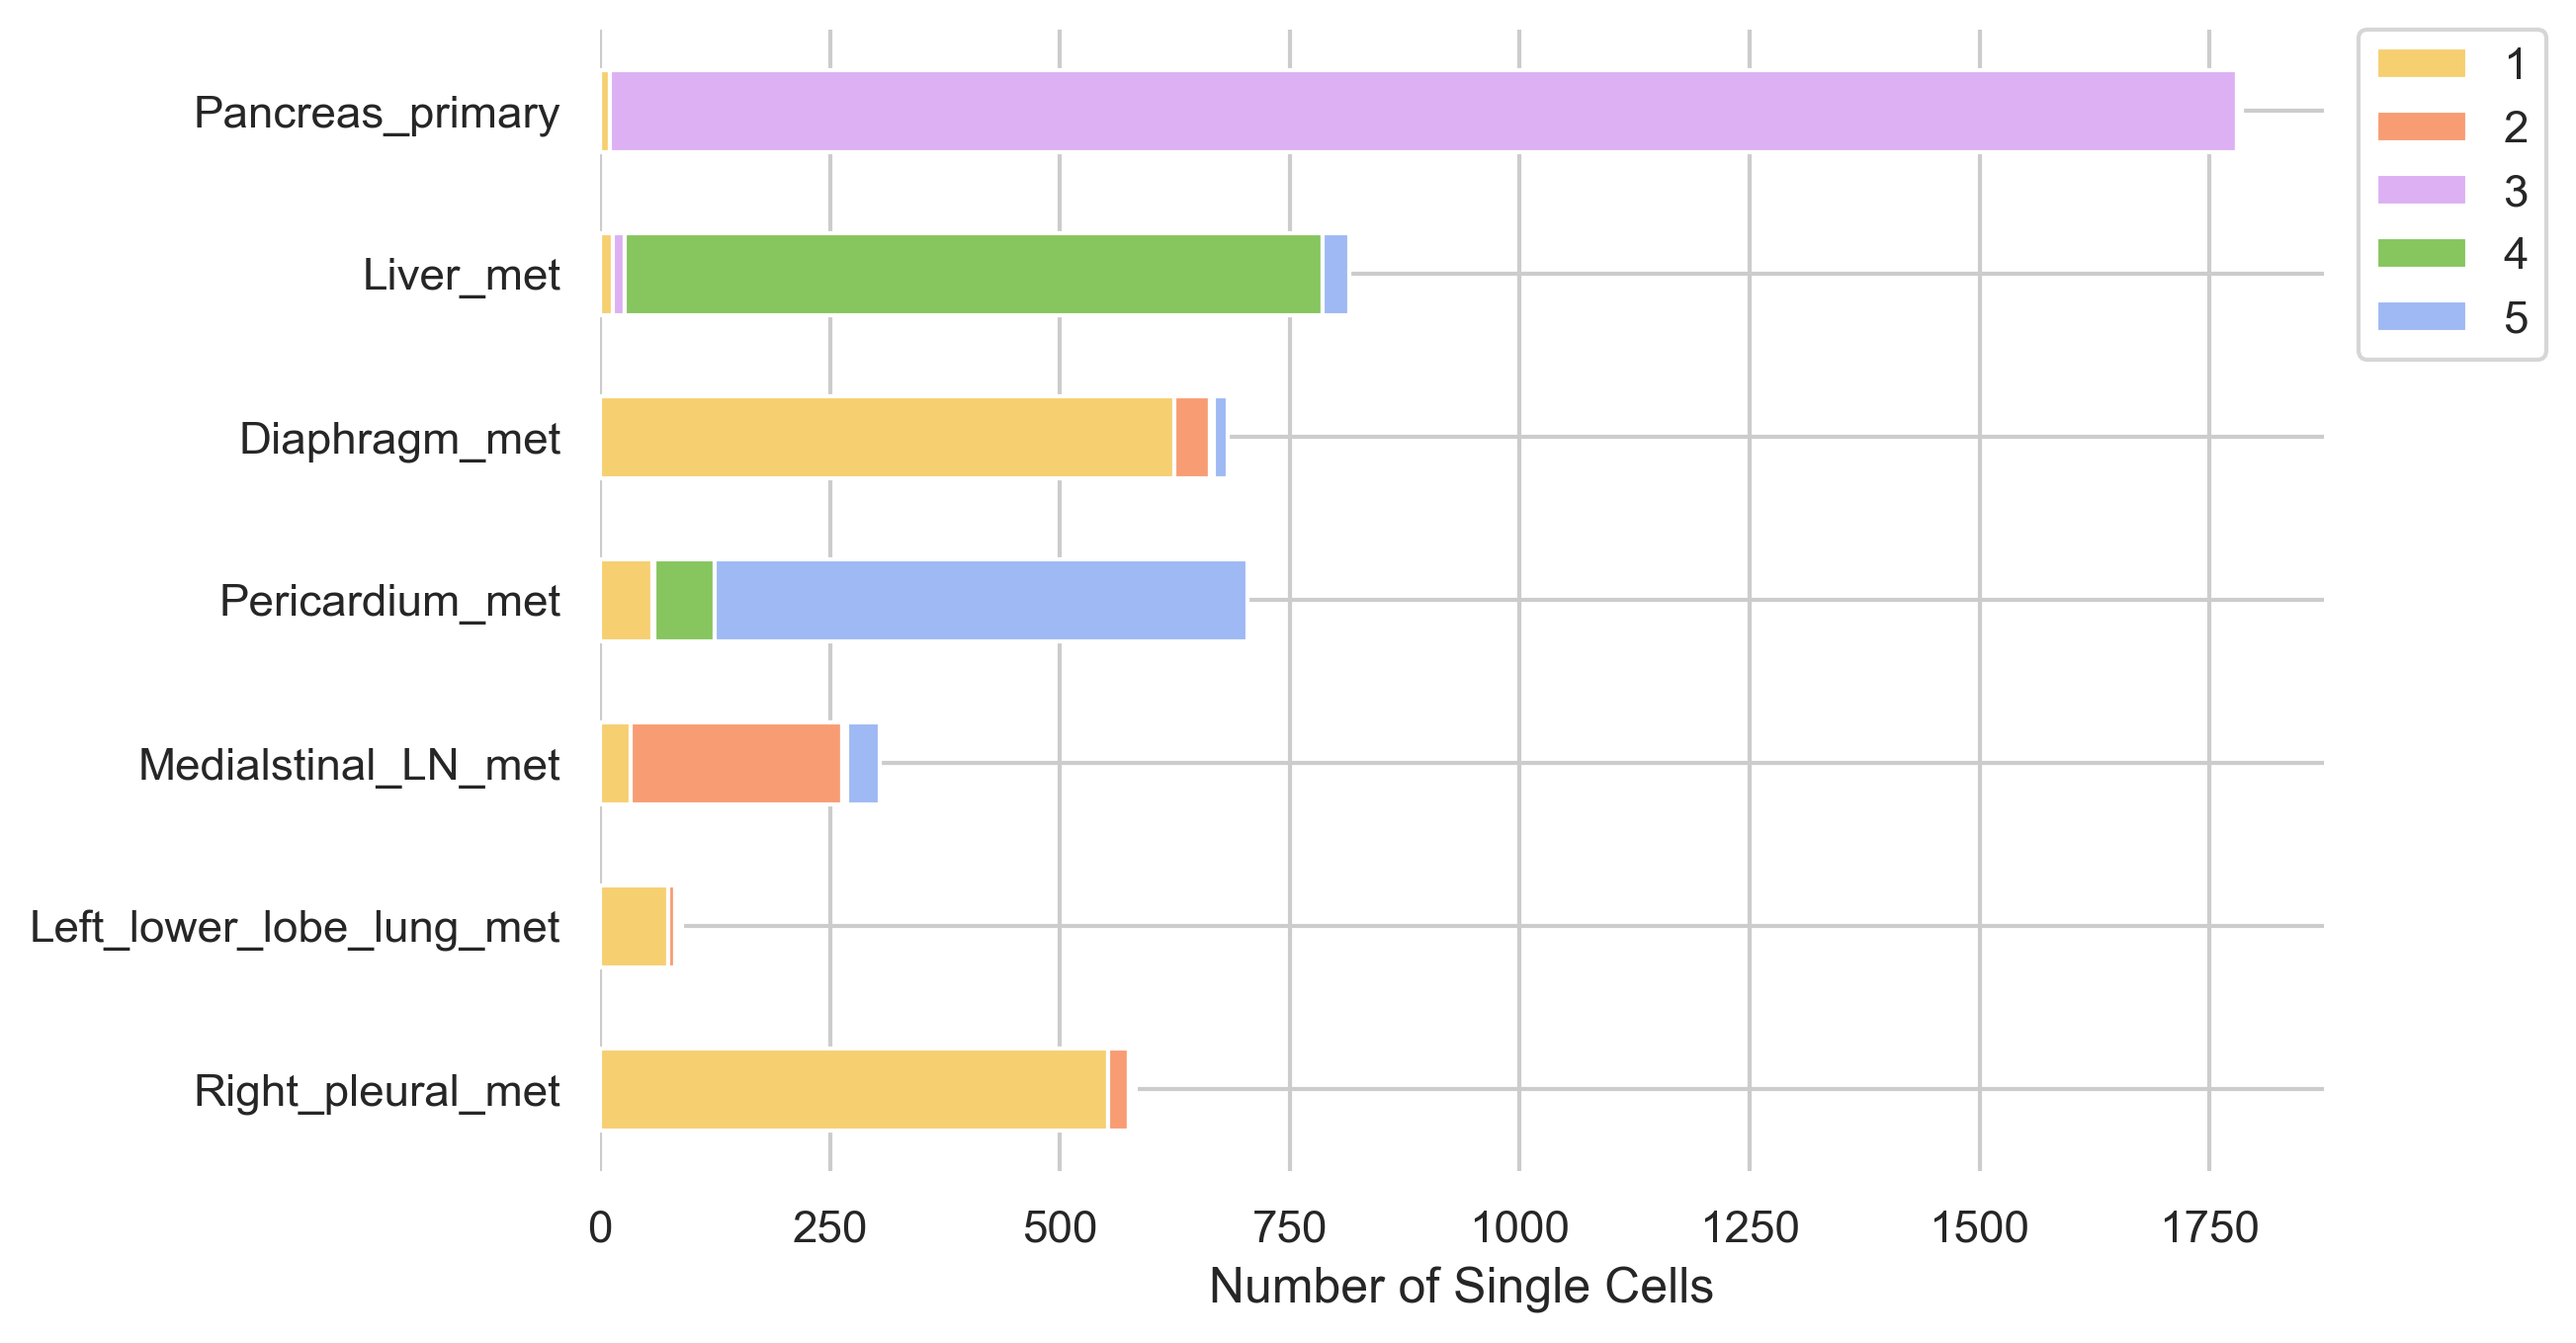 Pancreas_primary
Liver_met
Diaphragm_met
Pericardium_met
Medialstinal_LN_met
Left_lower_lobe_lung_met
Right_pleural_met
0 250 500 750 1000 1250 1500 1750
Number of Single Cells
1
2
3
4
5